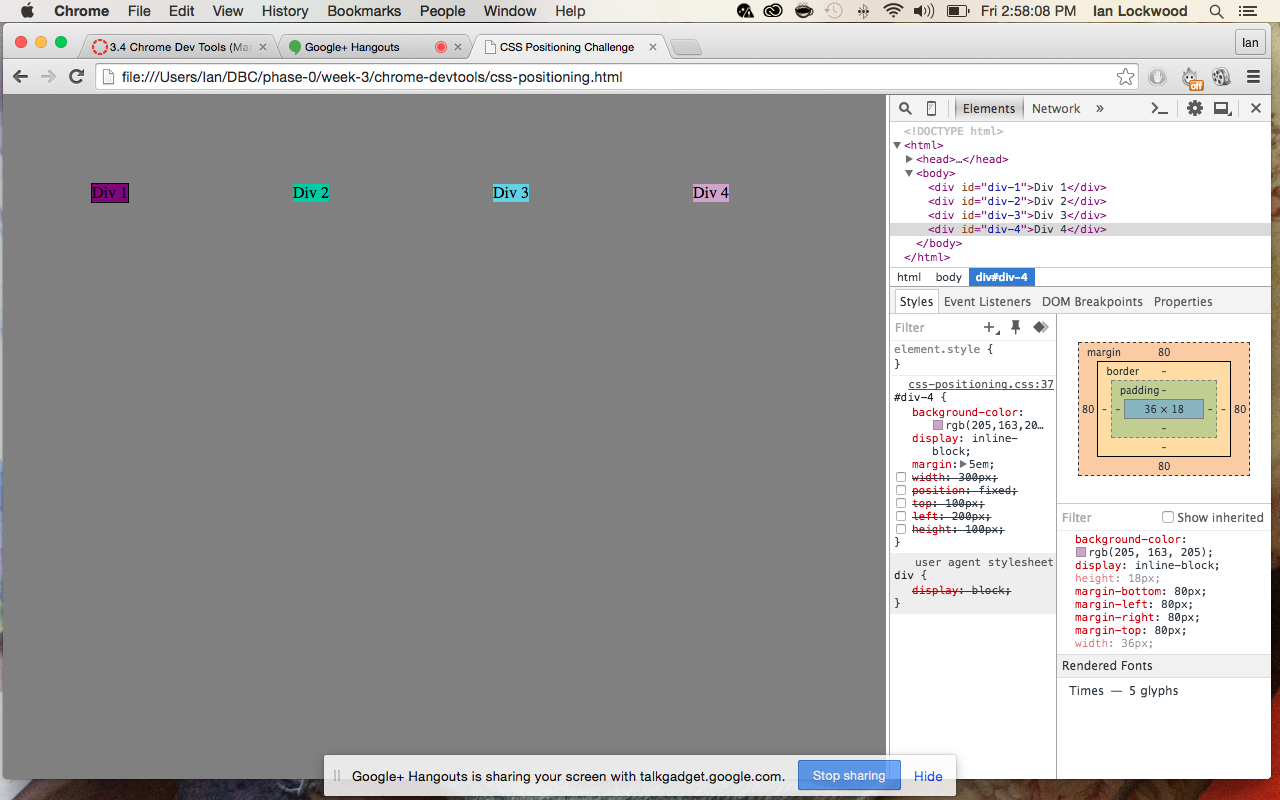 Chrome File Edit View History Bookmarks People Window Help Fri 2:58:08 PM Ian Lockwood
3.4 Chrome Dev Tools (Ma
Google+ Hangouts
CSS Positioning Challenge
Ian
file:///Users/Ian/DBC/phase-0/week-3/chrome-devtools/css-positioning.html
off
Div 1 Div 2 Div 3 Div 4
Elements Network »
<!DOCTYPE html>
<html>
<head>…</head>
<body>
<div id="div-1">Div 1</div>
<div id="div-2">Div 2</div>
<div id="div-3">Div 3</div>
<div id="div-4">Div 4</div>
</body>
</html>
html body div#div-4
Styles Event Listeners DOM Breakpoints Properties
Filter
element.style {
}
css-positioning.css:37
#div-4 {
background-color:
rgb(205,163,20…
display: inline-
block;
margin: 5em;
width: 300px;
position: fixed;
top: 100px;
left: 200px;
height: 100px;
}
user agent stylesheet
div {
display: block;
}
margin 80
border -
padding -
80 - - 36 × 18 - - 80
-
-
80
Filter Show inherited
background-color:
rgb(205, 163, 205);
display: inline-block;
height: 18px;
margin-bottom: 80px;
margin-left: 80px;
margin-right: 80px;
margin-top: 80px;
width: 36px;
Rendered Fonts
Times — 5 glyphs
Google+ Hangouts is sharing your screen with talkgadget.google.com. Stop sharing Hide